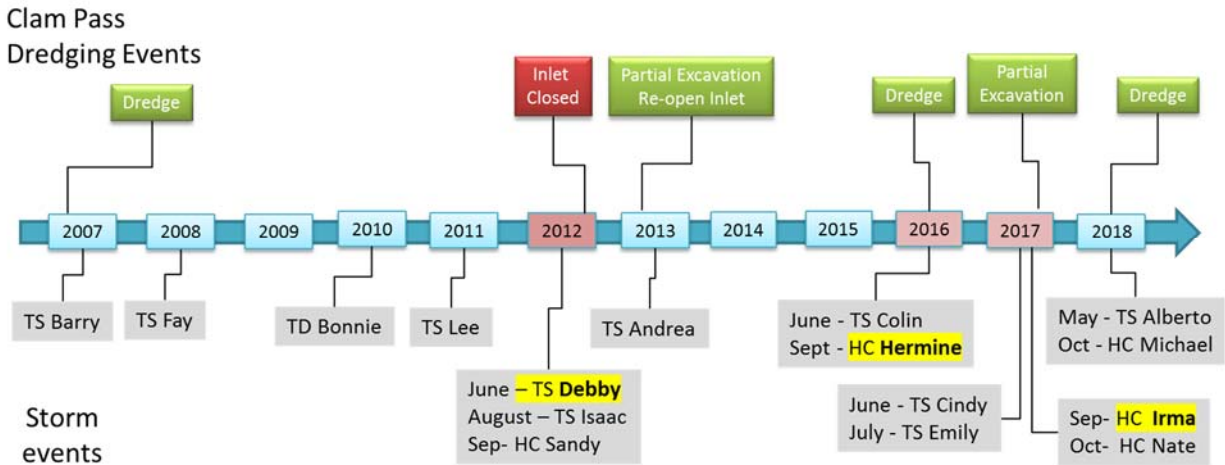 Clam Pass
Dredging Events
Dredge
Inlet
Closed
Partial Excavation
Re-open Inlet
Dredge
Partial
Excavation
Dredge
2007
2008
2009
2010
2011
2012
2013
2014
2015
2016
2017
2018
TS Barry
TS Fay
TD Bonnie
TS Lee
June – TS Debby
August – TS Isaac
Sep- HC Sandy
TS Andrea
June - TS Colin
Sept - HC Hermine
June - TS Cindy
July - TS Emily
Sep- HC Irma
Oct- HC Nate
May - TS Alberto
Oct - HC Michael
Storm
events